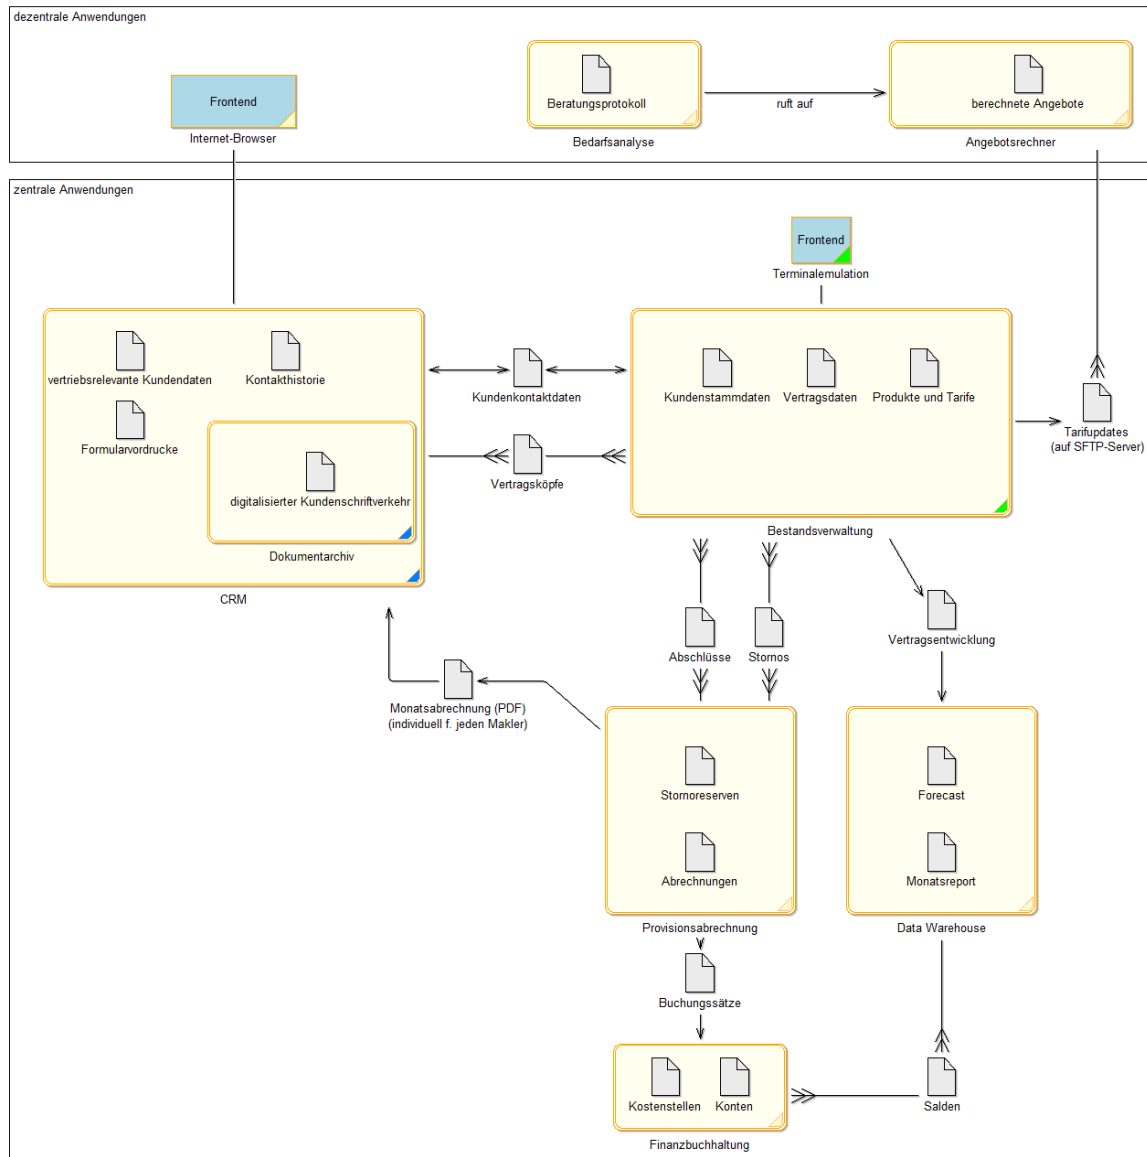 dezentrale Anwendungen
Frontend
Internet-Browser
Beratungsprotokoll
Bedarfsanalyse
ruft auf
berechnete Angebote
Angebotsrechner
zentrale Anwendungen
Frontend
Terminalemulation
vertriebsrelevante Kundendaten
Kontakthistorie
Formularvordrucke
digitalisierter Kundenschriftverkehr
Dokumentarchiv
CRM
Kundenkontaktdaten
Vertragsköpfe
Kundenstammdaten
Vertragsdaten
Produkte und Tarife
Bestandsverwaltung
Tarifupdates
(auf SFTP-Server)
Abschlüsse
Stornos
Vertragsentwicklung
Monatsabrechnung (PDF)
(individuell f. jeden Makler)
Stornoreserven
Abrechnungen
Provisionsabrechnung
Forecast
Monatsreport
Data Warehouse
Buchungssätze
Kostenstellen
Konten
Finanzbuchhaltung
Salden